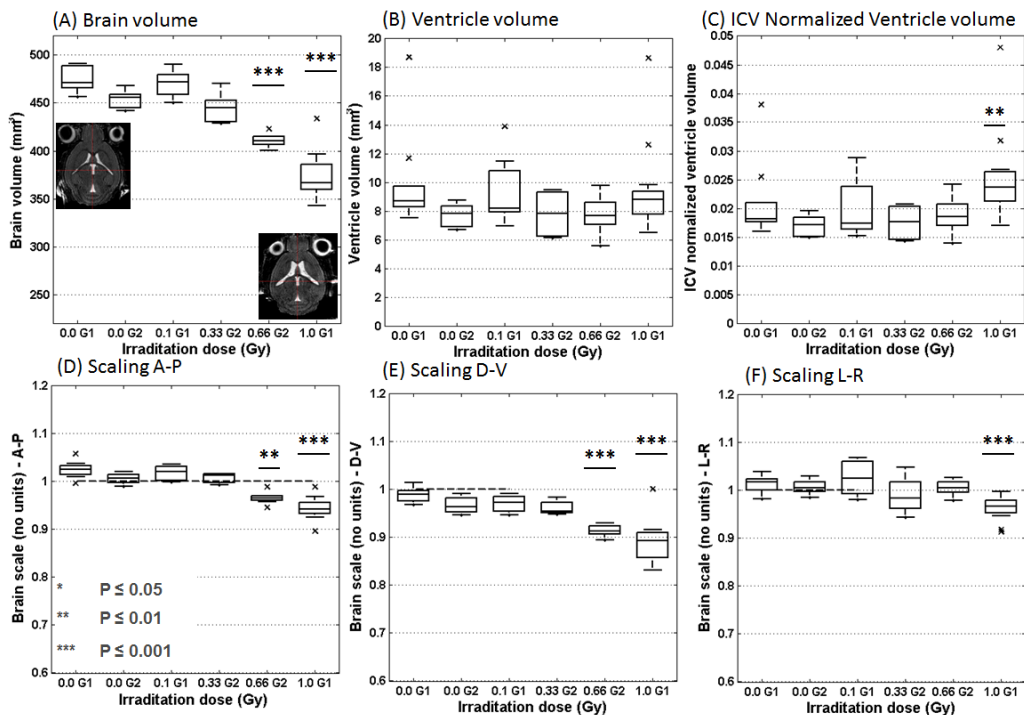 (A) Brain volume
500
450
400
350
300
250
Brain volume (mm³)
***
***
0.0 G1
0.0 G2
0.1 G1
0.33 G2
0.66 G2
1.0 G1
Irraditation dose (Gy)
(B) Ventricle volume
20
18
16
14
12
10
8
6
4
2
0
Ventricle volume (mm³)
0.0 G1
0.0 G2
0.1 G1
0.33 G2
0.66 G2
1.0 G1
Irraditation dose (Gy)
(C) ICV Normalized Ventricle volume
0.05
0.045
0.04
0.035
0.03
0.025
0.02
0.015
0.01
0.005
0
ICV normalized ventricle volume
**
0.0 G1
0.0 G2
0.1 G1
0.33 G2
0.66 G2
1.0 G1
Irraditation dose (Gy)
(D) Scaling A-P
1.2
1.1
1
0.9
0.8
0.7
0.6
Brain scale (no units) - A-P
**
***
* P ≤ 0.05
** P ≤ 0.01
*** P ≤ 0.001
0.0 G1
0.0 G2
0.1 G1
0.33 G2
0.66 G2
1.0 G1
Irraditation dose (Gy)
(E) Scaling D-V
1.2
1.1
1
0.9
0.8
0.7
0.6
Brain scale (no units) - D-V
***
***
0.0 G1
0.0 G2
0.1 G1
0.33 G2
0.66 G2
1.0 G1
Irraditation dose (Gy)
(F) Scaling L-R
1.2
1.1
1
0.9
0.8
0.7
0.6
Brain scale (no units) - L-R
***
0.0 G1
0.0 G2
0.1 G1
0.33 G2
0.66 G2
1.0 G1
Irraditation dose (Gy)